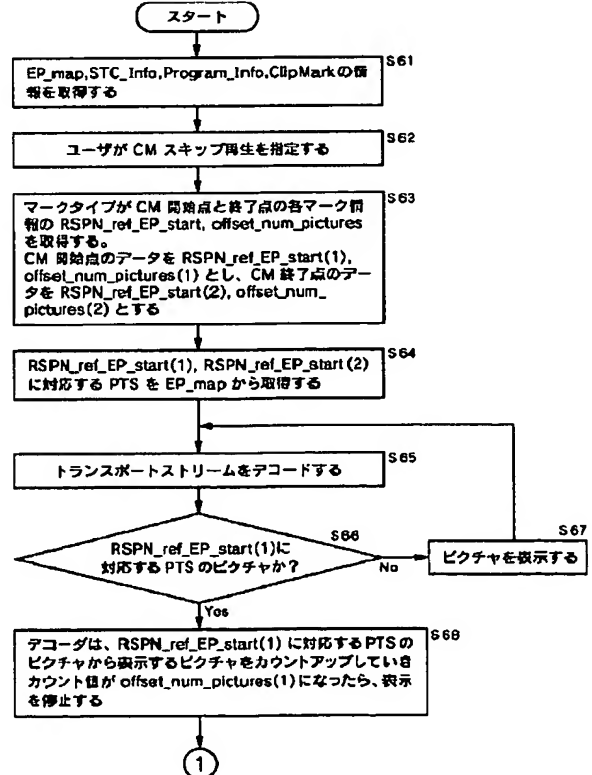 スタート
S61
EP_map,STC_Info,Program_Info,ClipMarkの情
報を取得する
S62
ユーザが CM スキップ再生を指定する
S63
マークタイプが CM 開始点と終了点の各マーク情
報の RSPN_ref_EP_start, offset_num_pictures
を取得する。
CM 開始点のデータを RSPN_ref_EP_start(1),
offset_num_pictures(1) とし、CM 終了点のデー
タを RSPN_ref_EP_start(2), offset_num_
pictures(2) とする
S64
RSPN_ref_EP_start(1), RSPN_ref_EP_start(2)
に対応する PTS を EP_map から取得する
S65
トランスポートストリームをデコードする
S66
RSPN_ref_EP_start(1)に
対応する PTS のピクチャか?
No
S67
ピクチャを表示する
Yes
S68
デコーダは、RSPN_ref_EP_start(1) に対応するPTSの
ピクチャから表示するピクチャをカウントアップしていき
カウント値が offset_num_pictures(1)になったら、表示
を停止する
1